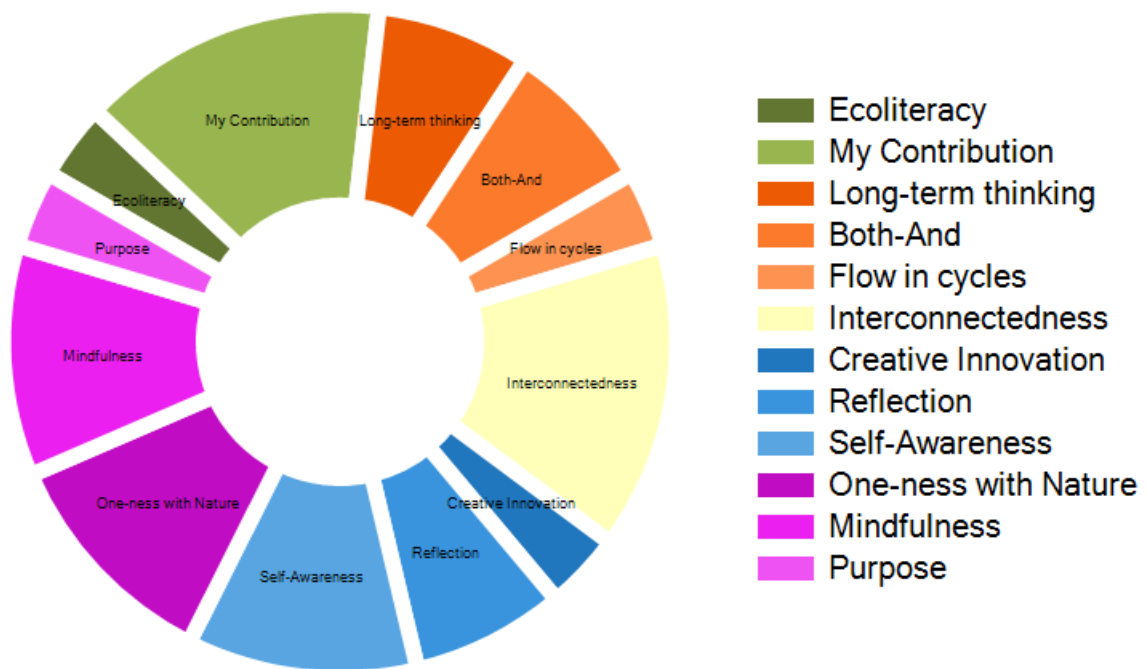 My Contribution
Long-term thinking
Both-And
Ecoliteracy
Purpose
Flow in cycles
Mindfulness
Interconnectedness
One-ness with Nature
Creative Innovation
Reflection
Self-Awareness
Ecoliteracy
My Contribution
Long-term thinking
Both-And
Flow in cycles
Interconnectedness
Creative Innovation
Reflection
Self-Awareness
One-ness with Nature
Mindfulness
Purpose